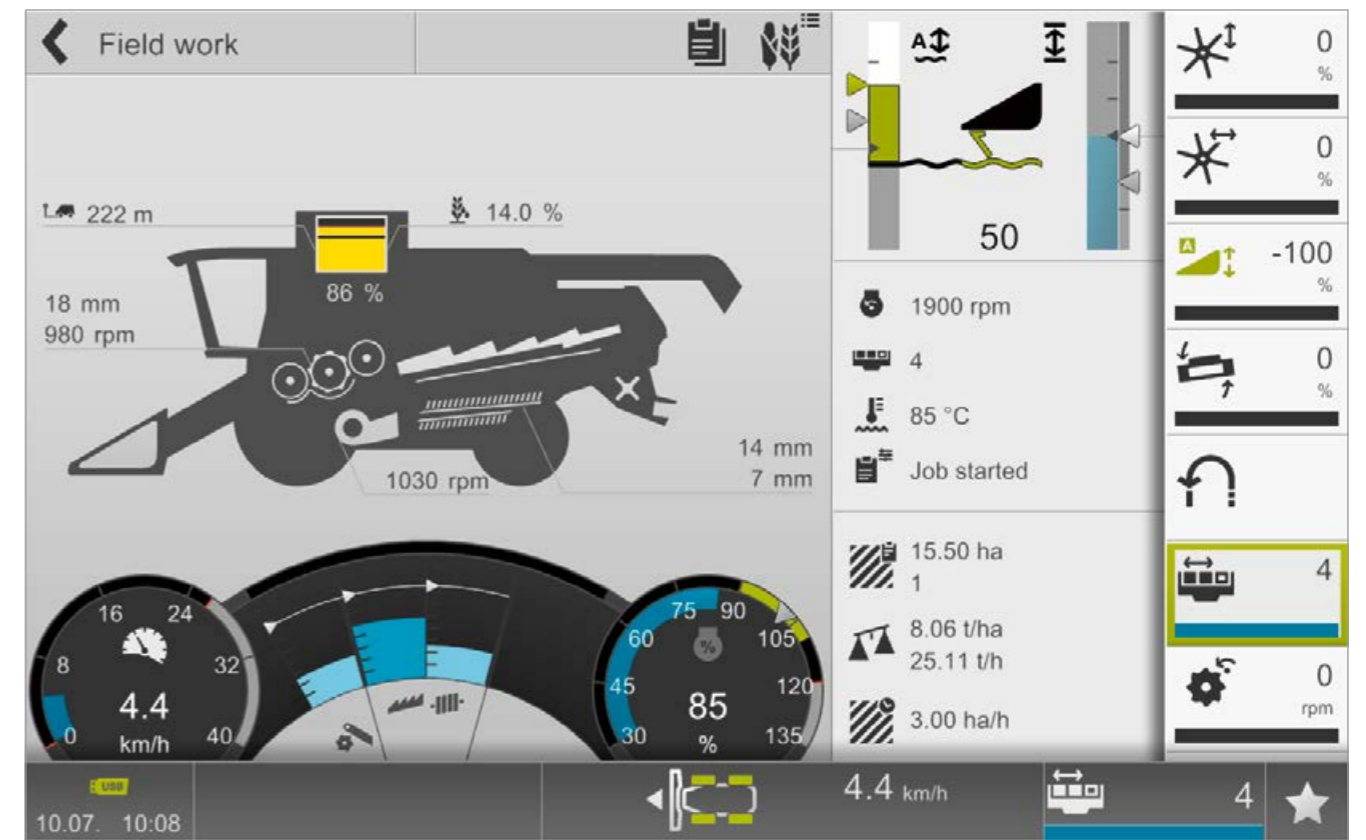 Field work
222 m
14.0 %
86 %
18 mm
980 rpm
1030 rpm
14 mm
7 mm
0
8
16
24
32
40
4.4
km/h
30
45
60
75
90
105
120
135
%
85
%
A
50
1900 rpm
4
85 °C
Job started
15.50 ha
1
8.06 t/ha
25.11 t/h
3.00 ha/h
0
%
0
%
A
-100
%
0
%
4
0
rpm
USB
10.07. 10:08
4.4 km/h
4